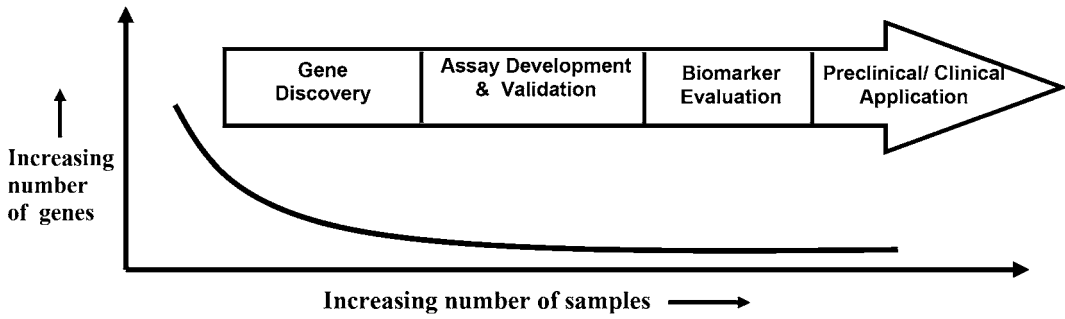 Gene
Discovery
Assay Development
& Validation
Biomarker
Evaluation
Preclinical/ Clinical
Application
Increasing
number
of genes
Increasing number of samples